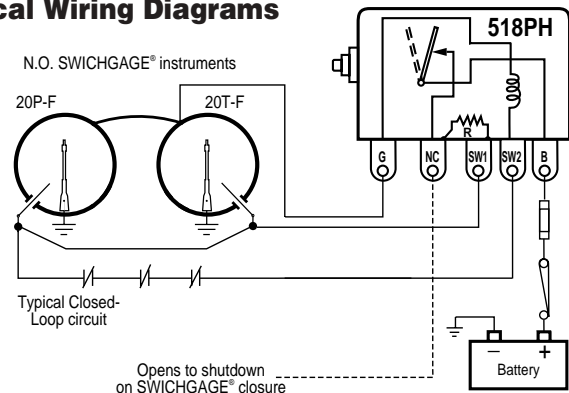 cal Wiring Diagrams
518PH
N.O. SWICHGAGE® instruments
20P-F
20T-F
R
G
NC
SW1
SW2
B
Typical Closed-
Loop circuit
Opens to shutdown
on SWICHGAGE® closure
– +
Battery